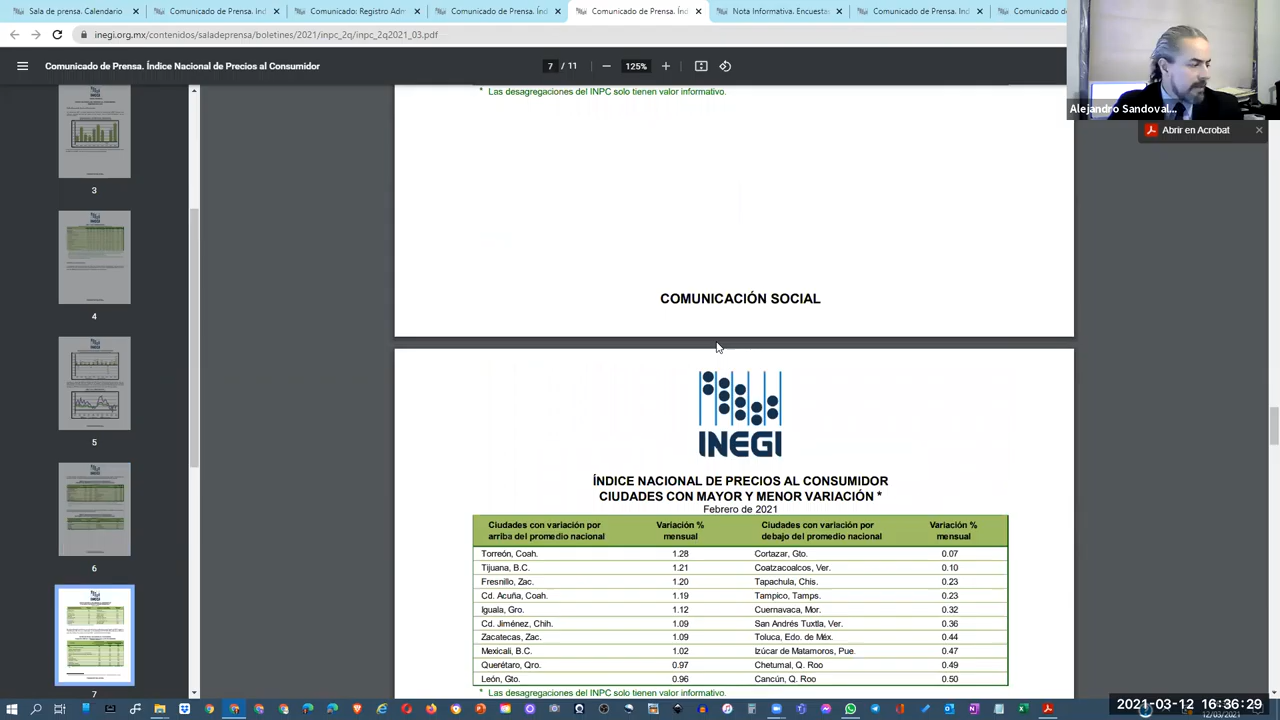 Sala de prensa. Calendario
Comunicado de Prensa. Índ
Comunicado: Registro Adm
Comunicado de Prensa. Índ
Comunicado de Prensa. Ín
Nota Informativa. Encuestas
Comunicado de Prensa. Ind
Comunicado de
inegi.org.mx/contenidos/saladeprensa/boletines/2021/inpc_2q/inpc_2q2021_03.pdf
Comunicado de Prensa. Índice Nacional de Precios al Consumidor
7 / 11
125%
Alejandro Sandoval...
Abrir en Acrobat
3
4
5
6
7
* Las desagregaciones del INPC solo tienen valor informativo.
COMUNICACIÓN SOCIAL
INEGI
ÍNDICE NACIONAL DE PRECIOS AL CONSUMIDOR
CIUDADES CON MAYOR Y MENOR VARIACIÓN *
Febrero de 2021
Ciudades con variación por arriba del promedio nacional Variación % mensual Ciudades con variación por debajo del promedio nacional Variación % mensual
Torreón, Coah. 1.28 Cortazar, Gto. 0.07
Tijuana, B.C. 1.21 Coatzacoalcos, Ver. 0.10
Fresnillo, Zac. 1.20 Tapachula, Chis. 0.23
Cd. Acuña, Coah. 1.19 Tampico, Tamps. 0.23
Iguala, Gro. 1.12 Cuernavaca, Mor. 0.32
Cd. Jiménez, Chih. 1.09 San Andrés Tuxtla, Ver. 0.36
Zacatecas, Zac. 1.09 Toluca, Edo. de Méx. 0.44
Mexicali, B.C. 1.02 Izúcar de Matamoros, Pue. 0.47
Querétaro, Qro. 0.97 Chetumal, Q. Roo 0.49
León, Gto. 0.96 Cancún, Q. Roo 0.50
* Las desagregaciones del INPC solo tienen valor informativo.
2021-03-12 16:36:29
12/03/2021